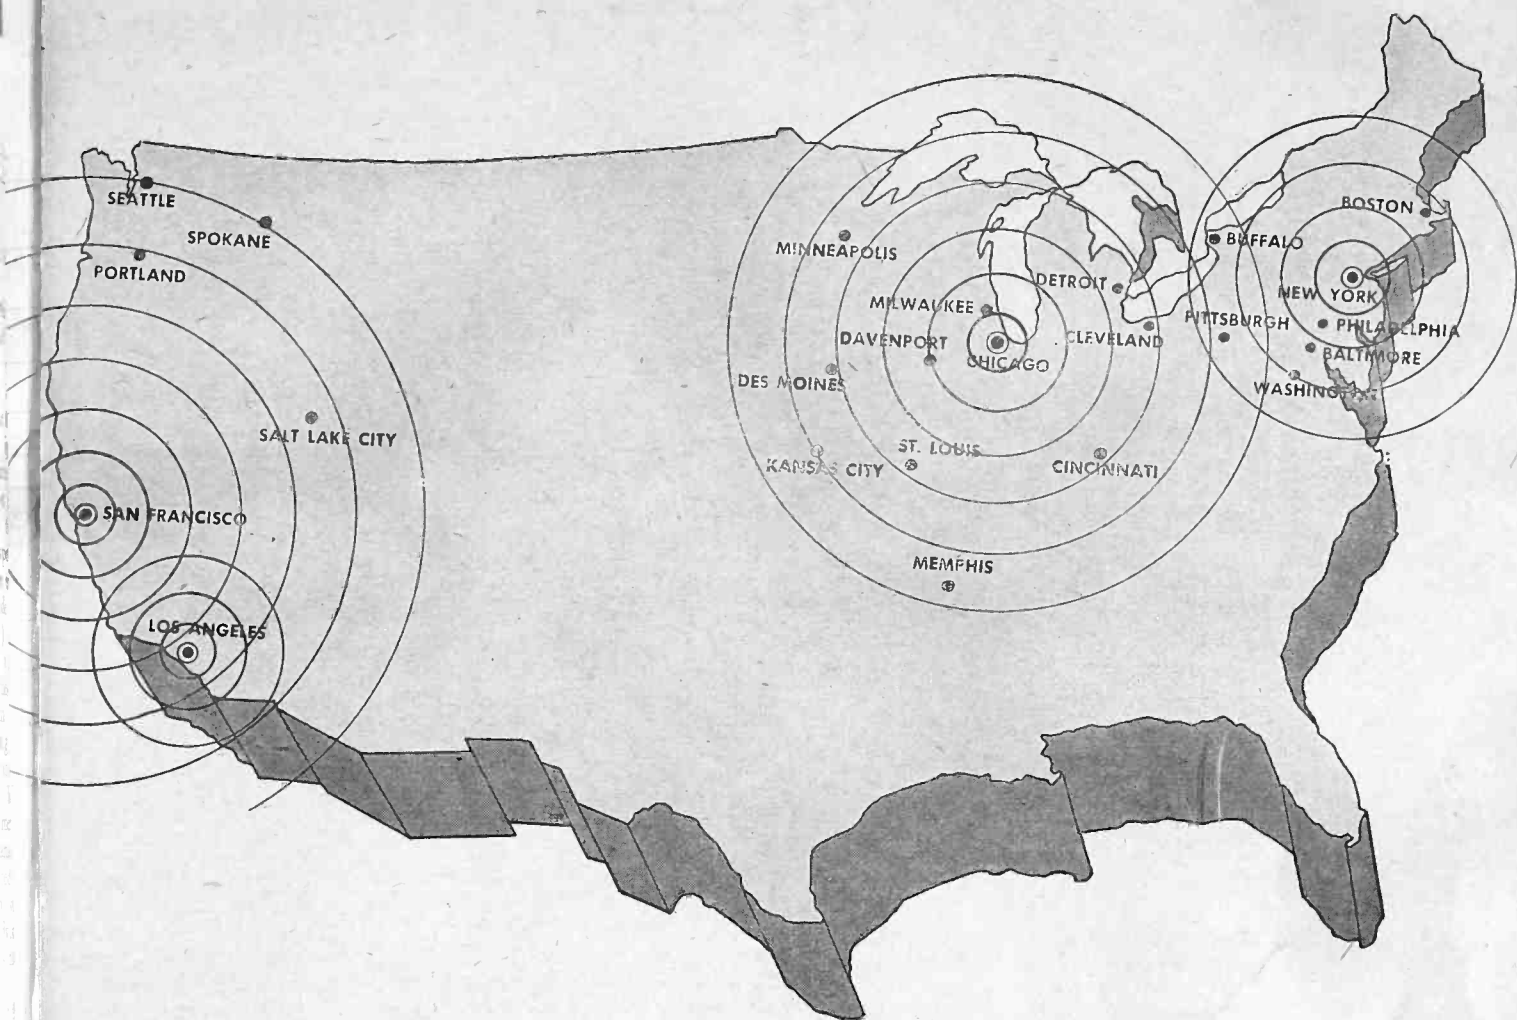 SEATTLE
SPOKANE
PORTLAND
SALT LAKE CITY
SAN FRANCISCO
LOS ANGELES
MINNEAPOLIS
MILWAUKEE
DETROIT
DAVENPORT
CHICAGO
CLEVELAND
DES MOINES
KANSAS CITY
ST. LOUIS
CINCINNATI
MEMPHIS
BOSTON
BUFFALO
NEW YORK
PITTSBURGH
PHILADELPHIA
BALTIMORE
WASHINGTON